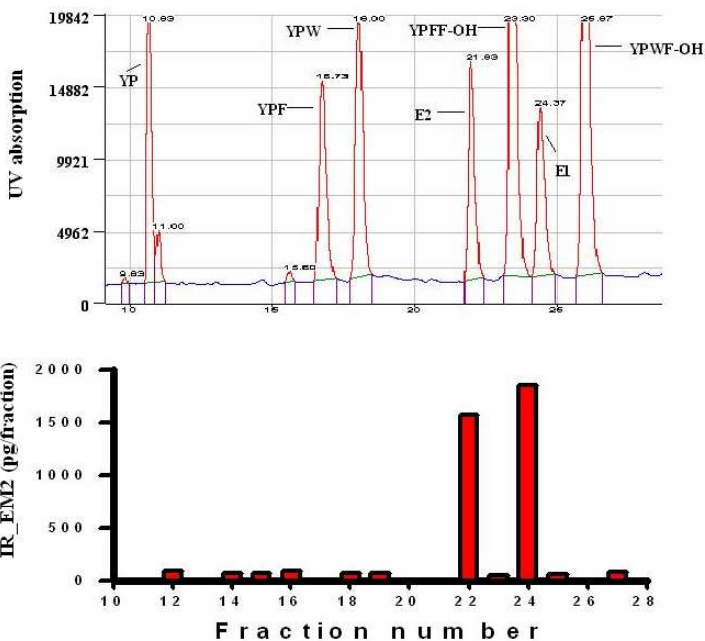 19842
14882
9921
4962
0
UV absorption
10.63
YP
11.00
9.83
15.60
16.73
YPF
YPW
18.00
YPFF-OH
21.83
E2
23.30
24.37
E1
25.87
YPWF-OH
10
15
20
25
2000
1500
1000
500
0
IR_EM2 (pg/fraction)
10 12 14 16 18 20 22 24 26 28
Fraction number